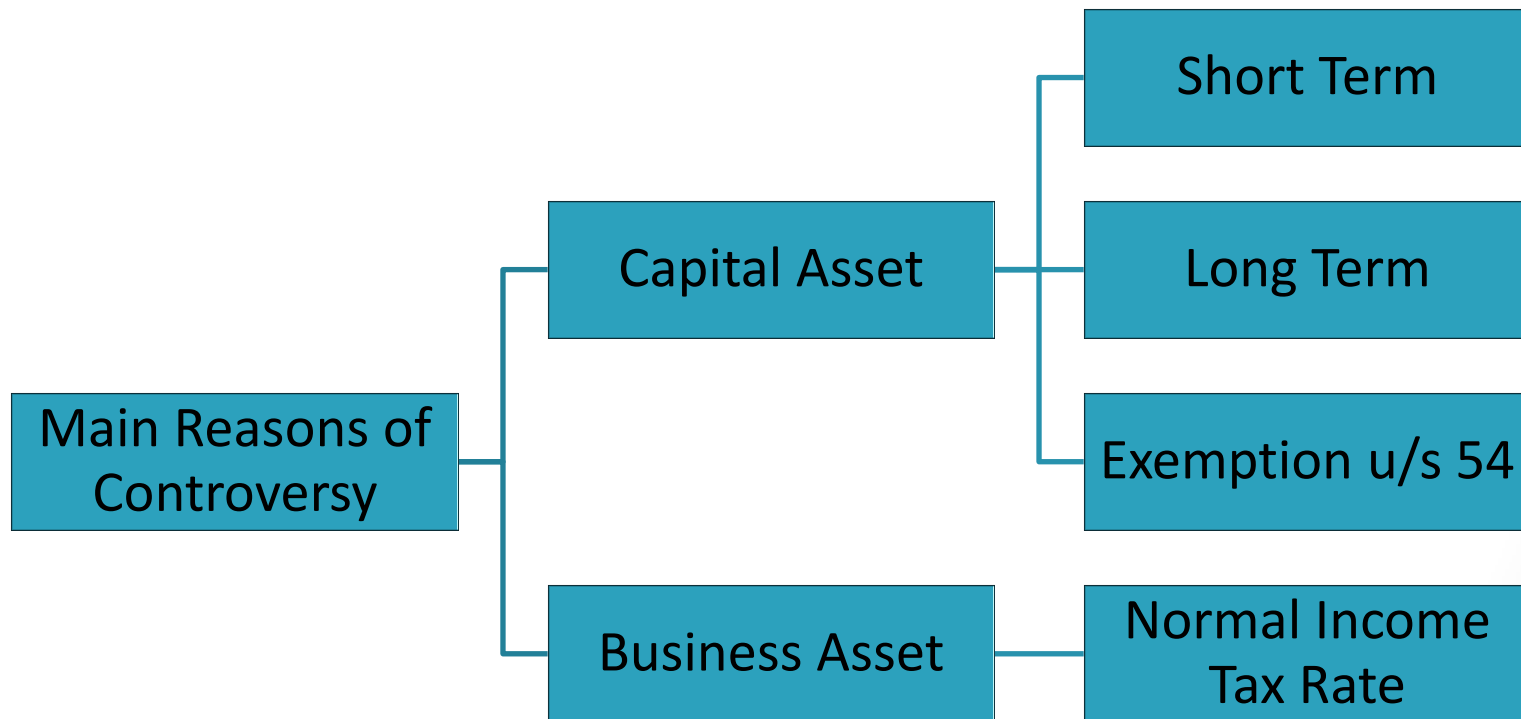 Main Reasons of
Controversy
Capital Asset
Short Term
Long Term
Exemption u/s 54
Business Asset
Normal Income
Tax Rate